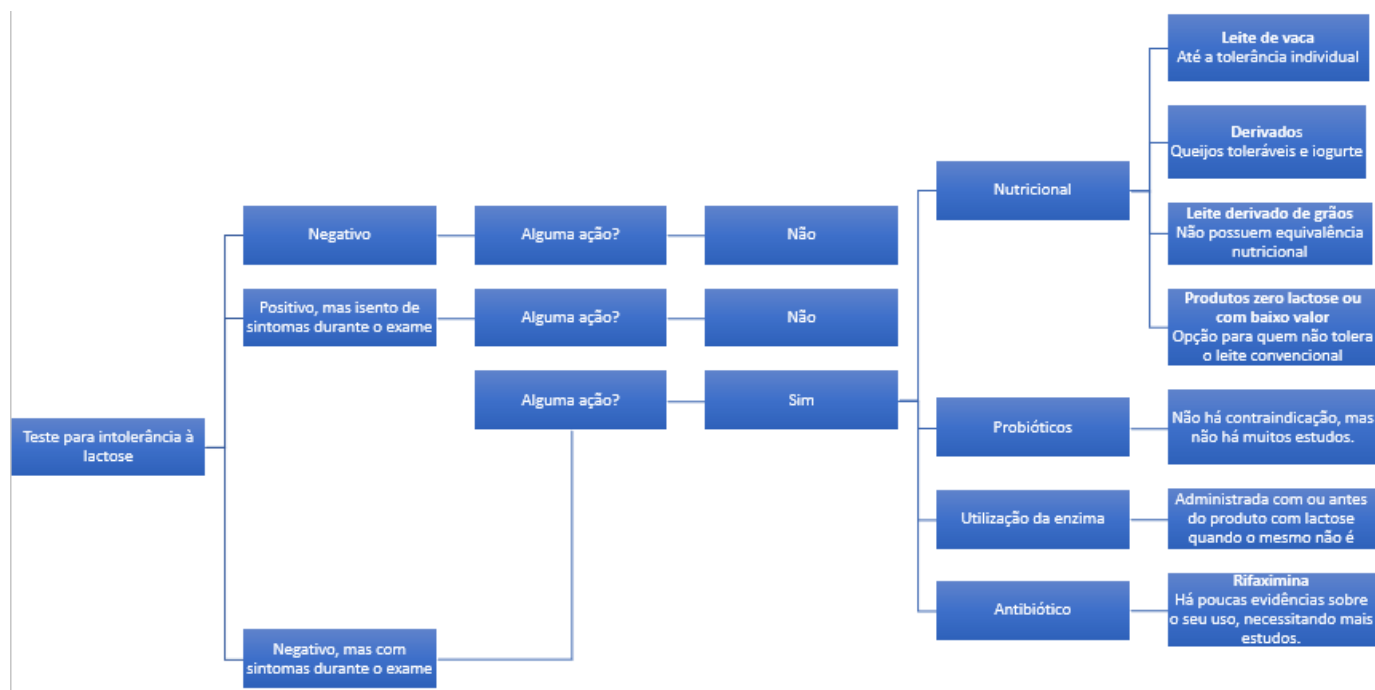 Teste para intolerância à
lactose
Negativo
Alguma ação?
Não
Positivo, mas isento de
sintomas durante o exame
Alguma ação?
Não
Negativo, mas com
sintomas durante o exame
Alguma ação?
Sim
Nutricional
Leite de vaca
Até a tolerância individual
Derivados
Queijos toleráveis e iogurte
Leite derivado de grãos
Não possuem equivalência
nutricional
Produtos zero lactose ou
com baixo valor
Opção para quem não tolera
o leite convencional
Probióticos
Não há contraindicação, mas
não há muitos estudos.
Utilização da enzima
Administrada com ou antes
do produto com lactose
quando o mesmo não é
Antibiótico
Rifaximina
Há poucas evidências sobre
o seu uso, necessitando mais
estudos.